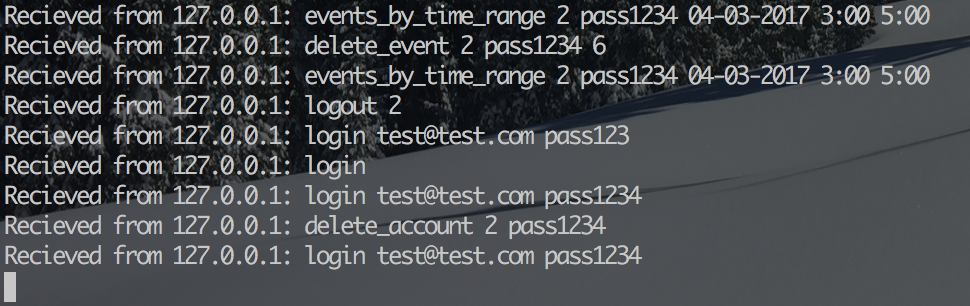 Recieved from 127.0.0.1: events_by_time_range 2 pass1234 04-03-2017 3:00 5:00
Recieved from 127.0.0.1: delete_event 2 pass1234 6
Recieved from 127.0.0.1: events_by_time_range 2 pass1234 04-03-2017 3:00 5:00
Recieved from 127.0.0.1: logout 2
Recieved from 127.0.0.1: login test@test.com pass123
Recieved from 127.0.0.1: login
Recieved from 127.0.0.1: login test@test.com pass1234
Recieved from 127.0.0.1: delete_account 2 pass1234
Recieved from 127.0.0.1: login test@test.com pass1234